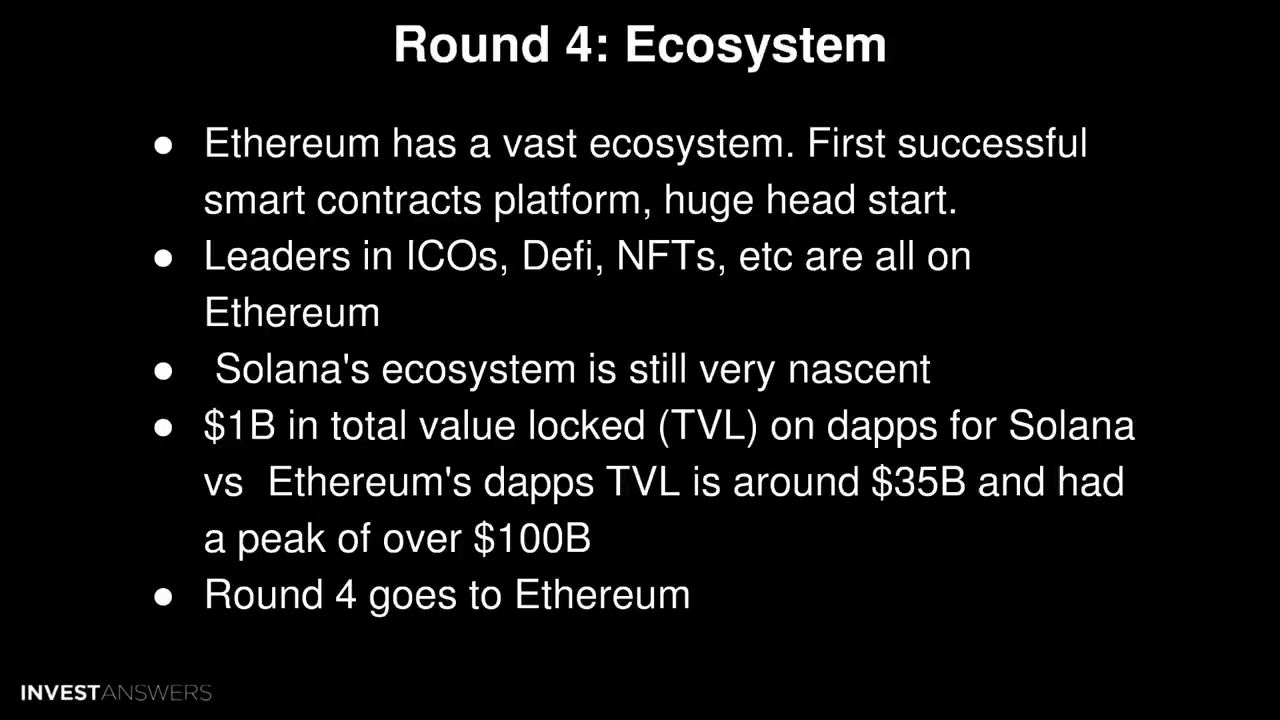 Round 4: Ecosystem
● Ethereum has a vast ecosystem. First successful
smart contracts platform, huge head start.
● Leaders in ICOs, Defi, NFTs, etc are all on
Ethereum
● Solana's ecosystem is still very nascent
● $1B in total value locked (TVL) on dapps for Solana
vs Ethereum's dapps TVL is around $35B and had
a peak of over $100B
● Round 4 goes to Ethereum
INVESTANSWERS